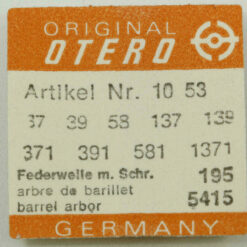 ORIGINAL
OTERO
Artikel Nr. 10 53
37 39 58 137 139
371 391 581 1371
Federwelle m. Schr. 195
arbre de barillet 5415
barrel arbor
GERMANY